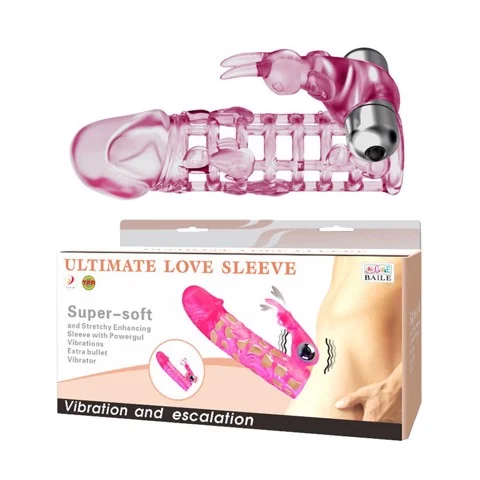 ULTIMATE LOVE SLEEVE
BAILE
TPR
Super-soft
and Stretchy Enhancing
Sleeve with Powergul
Vibrations
Extra bullet
Vibrator
Vibration and escalation